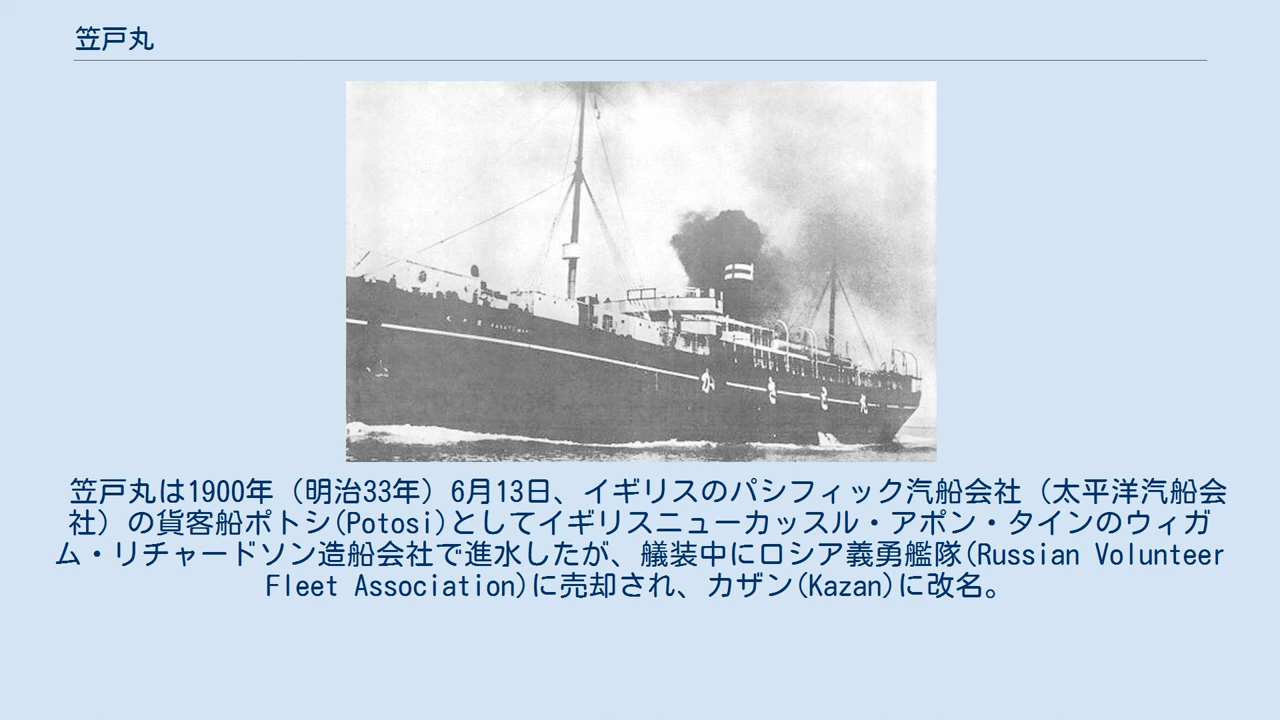 笠戸丸
かさと丸
笠戸丸は1900年（明治33年）6月13日、イギリスのパシフィック汽船会社（太平洋汽船会
社）の貨客船ポトシ(Potosi)としてイギリスニューカッスル・アポン・タインのウィガ
ム・リチャードソン造船会社で進水したが、艤装中にロシア義勇艦隊(Russian Volunteer
Fleet Association)に売却され、カザン(Kazan)に改名。